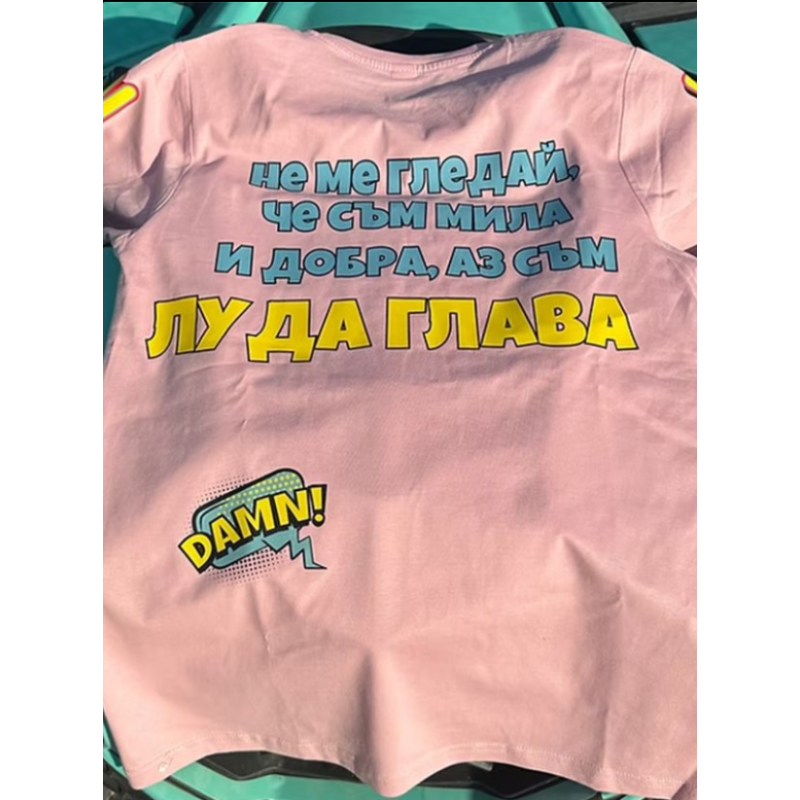 Не Ме ГЛеДАЙ,
Че СЪМ МИЛА
И ДОБРА, АЗ СЪМ
ЛУДА ГЛАВА
DAMN!